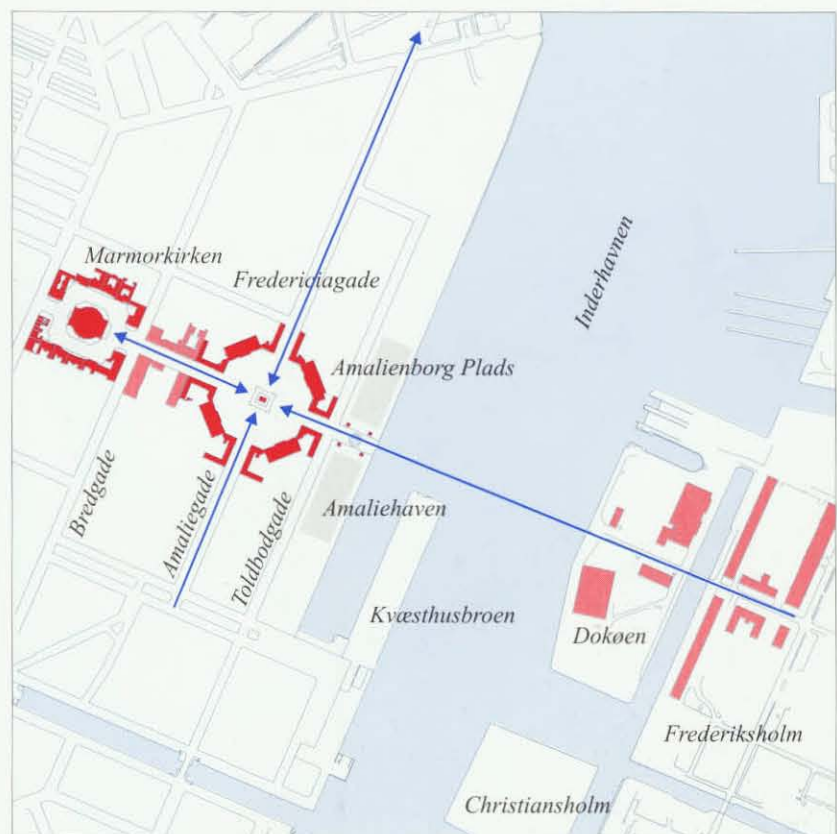 Marmorkirken
Fredericiagade
Inderhavnen
Amalienborg Plads
Bredgade
Amaliegade
Toldbodgade
Amaliehaven
Kvæsthusbroen
Dokøen
Frederiksholm
Christiansholm